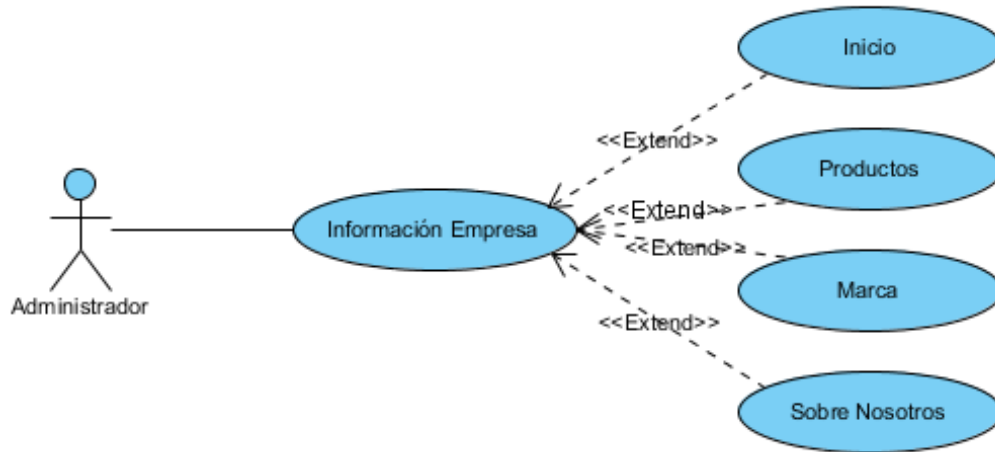 Inicio
<<Extend>>
Productos
<<Extend>>
Información Empresa
<<Extend>>
Marca
Administrador
<<Extend>>
Sobre Nosotros